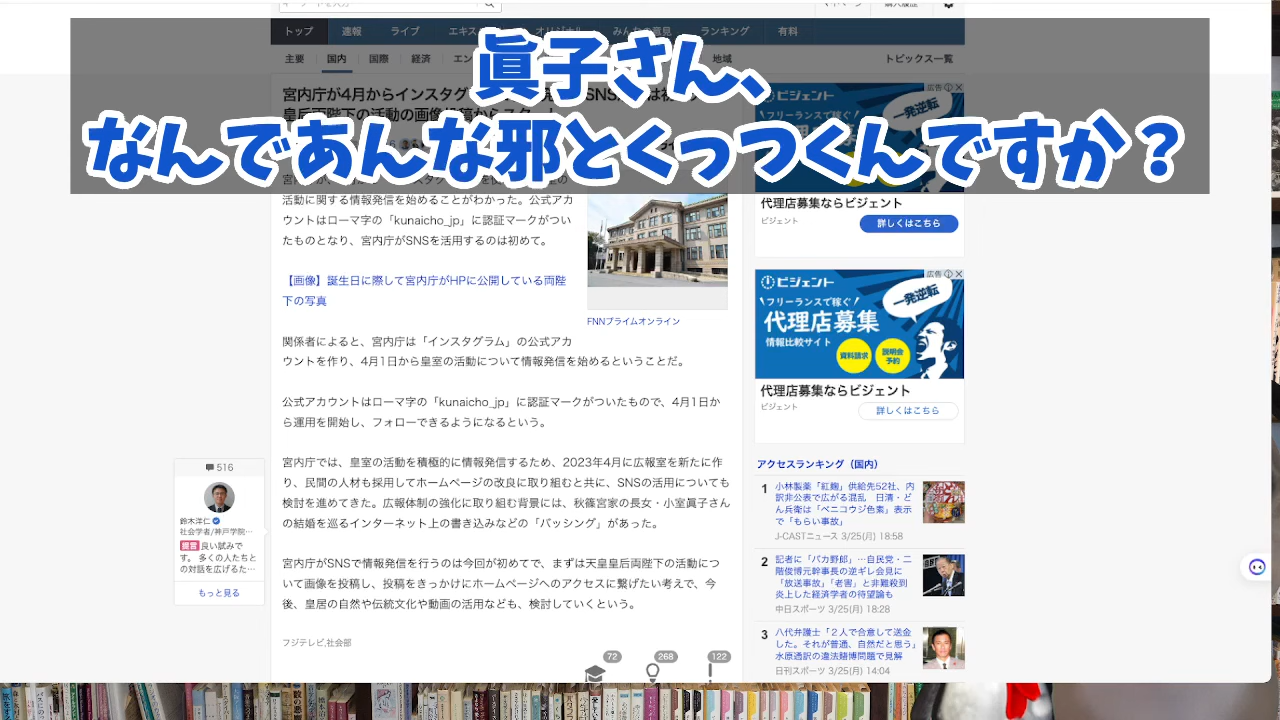 トップ 速報 ライブ ランキング 有料
主要 国内 国際 経済 地域 トピックス一覧
眞子さん、
なんであんな邪とくっつくんですか？
宮内庁が4月からインスタグ
活動に関する情報発信を始めることがわかった。公式アカ
ウントはローマ字の「kunaicho_jp」に認証マークがつい
たものとなり、宮内庁がSNSを活用するのは初めて。
【画像】誕生日に際して宮内庁がHPに公開している両陛
下の写真
FNNプライムオンライン
関係者によると、宮内庁は「インスタグラム」の公式アカ
ウントを作り、4月1日から皇室の活動について情報発信を始めるということだ。
公式アカウントはローマ字の「kunaicho_jp」に認証マークがついたもので、4月1日か
ら運用を開始し、フォローできるようになるという。
宮内庁では、皇室の活動を積極的に情報発信するため、2023年4月に広報室を新たに作
り、民間の人材も採用してホームページの改良に取り組むと共に、SNSの活用についても
検討を進めてきた。広報体制の強化に取り組む背景には、秋篠宮家の長女・小室眞子さん
の結婚を巡るインターネット上の書き込みなどの「バッシング」があった。
宮内庁がSNSで情報発信を行うのは今回が初めてで、まずは天皇皇后両陛下の活動につ
いて画像を投稿し、投稿をきっかけにホームページへのアクセスに繋げたい考えで、今
後、皇居の自然や伝統文化や動画の活用なども、検討していくという。
フジテレビ,社会部
72 268 122
516
鈴木洋仁
社会学者/神戸学院…
提言 良い試みで
す。 多くの人たちと
の対話を広げるた…
もっと見る
広告
ビジェント
フリーランスで稼ぐ
一発逆転
代理店募集ならビジェント
ビジェント
詳しくはこちら
広告
ビジェント
フリーランスで稼ぐ
一発逆転
代理店募集
情報比較サイト
資料請求
説明会
予約
代理店募集ならビジェント
ビジェント
詳しくはこちら
アクセスランキング（国内）
1 小林製薬「紅麹」供給先52社、内
訳非公表で広がる混乱　日清・ど
ん兵衛は「ベニコウジ色素」表示
で「もらい事故」
J-CASTニュース 3/25(月) 18:58
2 記者に「バカ野郎」…自民党・二
階俊博元幹事長の逆ギレ会見に
「放送事故」「老害」と非難殺到
炎上した経済学者の待望論も
中日スポーツ 3/25(月) 18:28
3 八代弁護士「２人で合意して送金
した。それが普通、自然だと思う」
水原通訳の違法賭博問題で見解
日刊スポーツ 3/25(月) 14:04